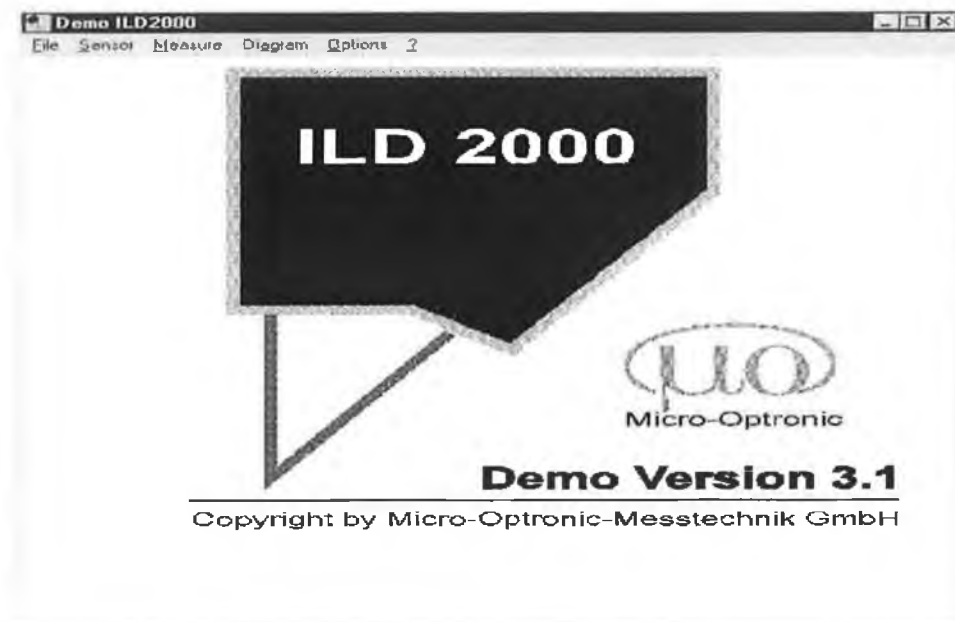 Demo ILD2000
File Sensor Measure Diagram Options ?
ILD 2000
µo
Micro-Optronic
Demo Version 3.1
Copyright by Micro-Optronic-Messtechnik GmbH